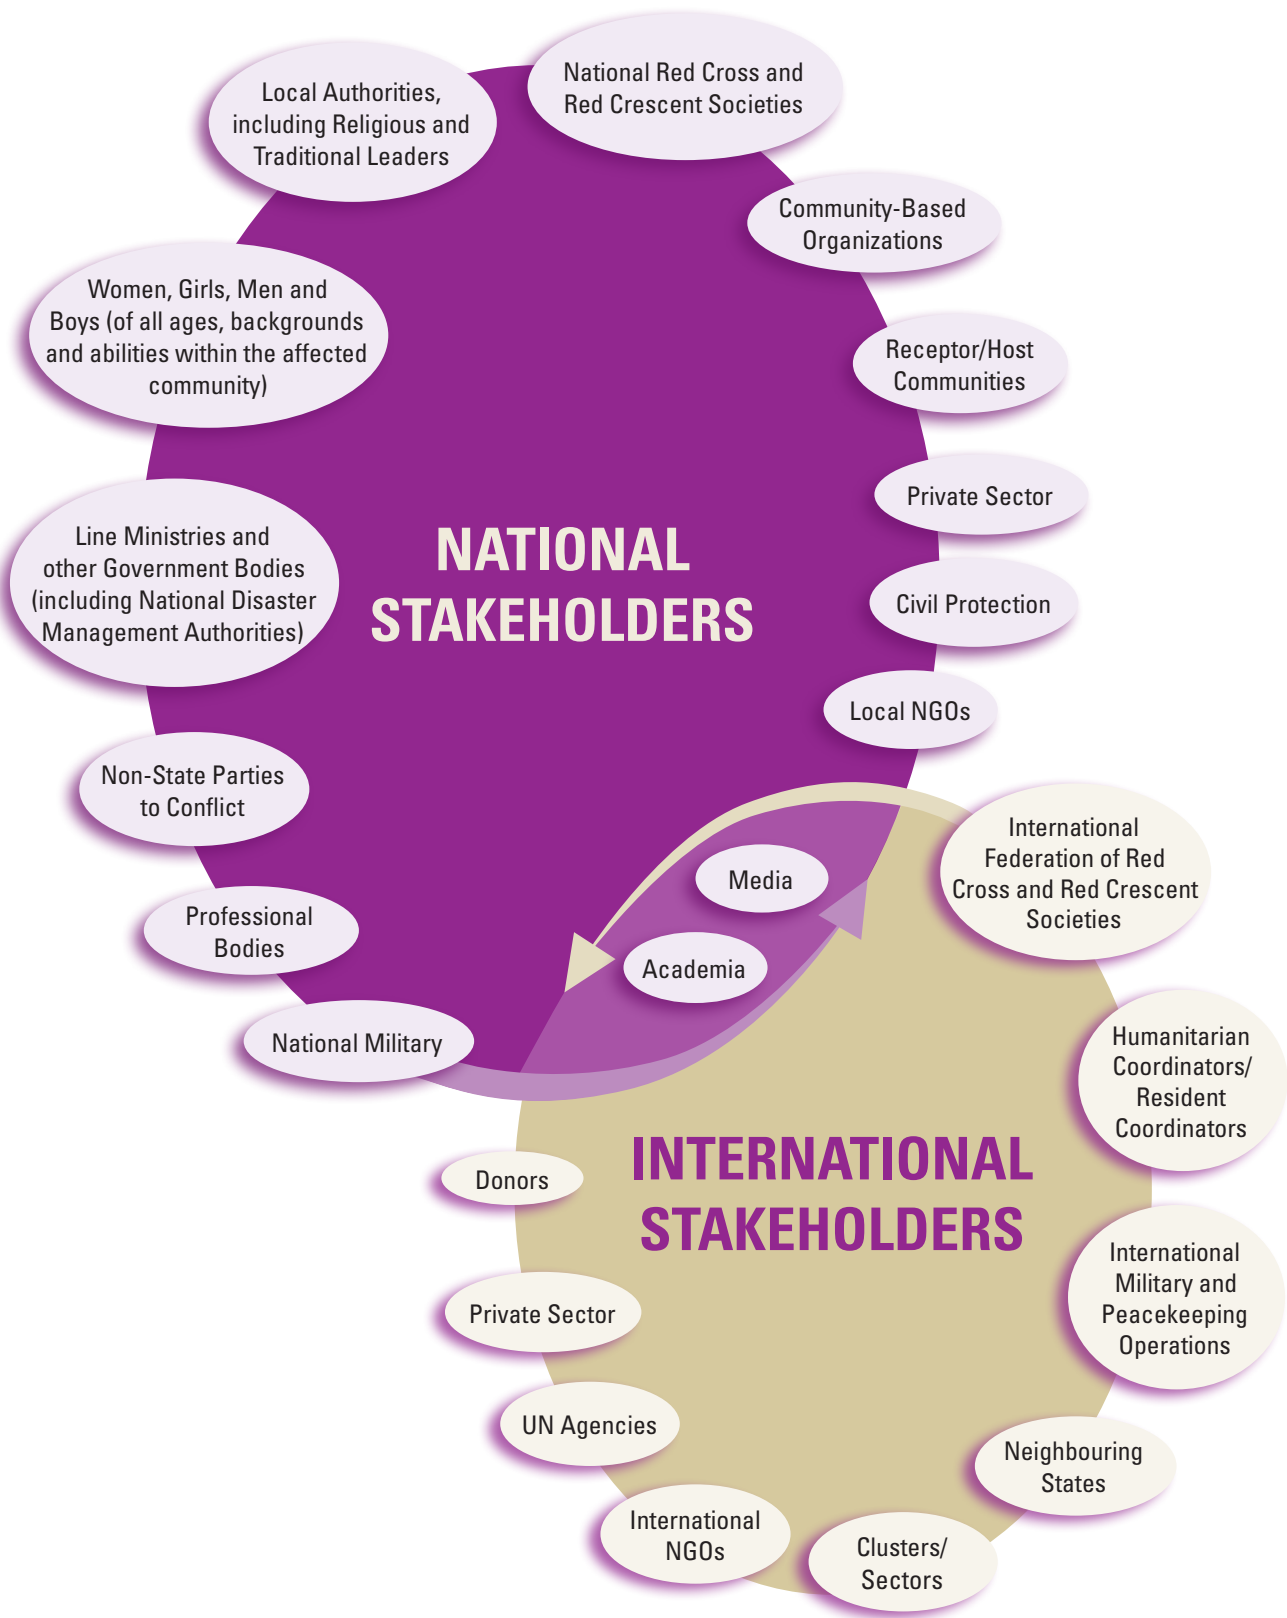 National Red Cross and
Red Crescent Societies
Local Authorities,
including Religious and
Traditional Leaders
Community-Based
Organizations
Women, Girls, Men and
Boys (of all ages, backgrounds
and abilities within the affected
community)
Receptor/Host
Communities
Private Sector
Line Ministries and
other Government Bodies
(including National Disaster
Management Authorities)
NATIONAL
STAKEHOLDERS
Civil Protection
Local NGOs
Non-State Parties
to Conflict
Professional
Bodies
National Military
Media
Academia
International
Federation of Red
Cross and Red Crescent
Societies
Humanitarian
Coordinators/
Resident
Coordinators
INTERNATIONAL
STAKEHOLDERS
Donors
International
Military and
Peacekeeping
Operations
Private Sector
UN Agencies
Neighbouring
States
International
NGOs
Clusters/
Sectors